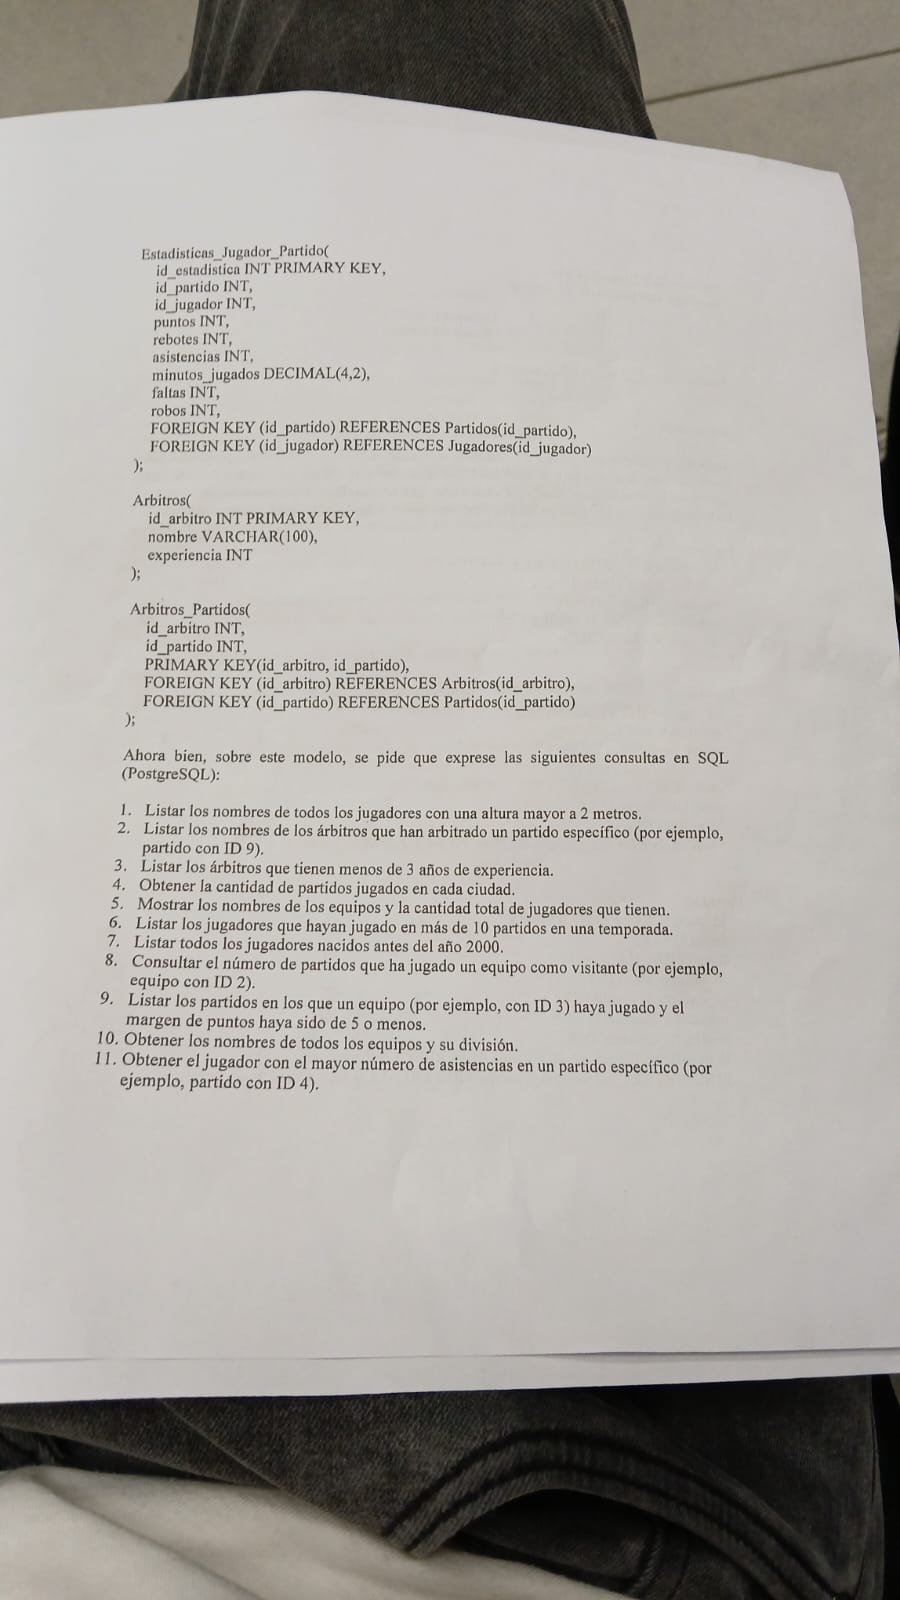 Estadisticas_Jugador_Partido(
id_estadistica INT PRIMARY KEY,
id_partido INT,
id_jugador INT,
puntos INT,
rebotes INT,
asistencias INT,
minutos_jugados DECIMAL(4,2),
faltas INT,
robos INT,
FOREIGN KEY (id_partido) REFERENCES Partidos(id_partido),
FOREIGN KEY (id_jugador) REFERENCES Jugadores(id_jugador)
);
Arbitros(
id_arbitro INT PRIMARY KEY,
nombre VARCHAR(100),
experiencia INT
);
Arbitros_Partidos(
id_arbitro INT,
id_partido INT,
PRIMARY KEY(id_arbitro, id_partido),
FOREIGN KEY (id_arbitro) REFERENCES Arbitros(id_arbitro),
FOREIGN KEY (id_partido) REFERENCES Partidos(id_partido)
);
Ahora bien, sobre este modelo, se pide que exprese las siguientes consultas en SQL
(PostgreSQL):
1. Listar los nombres de todos los jugadores con una altura mayor a 2 metros.
2. Listar los nombres de los árbitros que han arbitrado un partido específico (por ejemplo,
partido con ID 9).
3. Listar los árbitros que tienen menos de 3 años de experiencia.
4. Obtener la cantidad de partidos jugados en cada ciudad.
5. Mostrar los nombres de los equipos y la cantidad total de jugadores que tienen.
6. Listar los jugadores que hayan jugado en más de 10 partidos en una temporada.
7. Listar todos los jugadores nacidos antes del año 2000.
8. Consultar el número de partidos que ha jugado un equipo como visitante (por ejemplo,
equipo con ID 2).
9. Listar los partidos en los que un equipo (por ejemplo, con ID 3) haya jugado y el
margen de puntos haya sido de 5 o menos.
10. Obtener los nombres de todos los equipos y su división.
11. Obtener el jugador con el mayor número de asistencias en un partido específico (por
ejemplo, partido con ID 4).